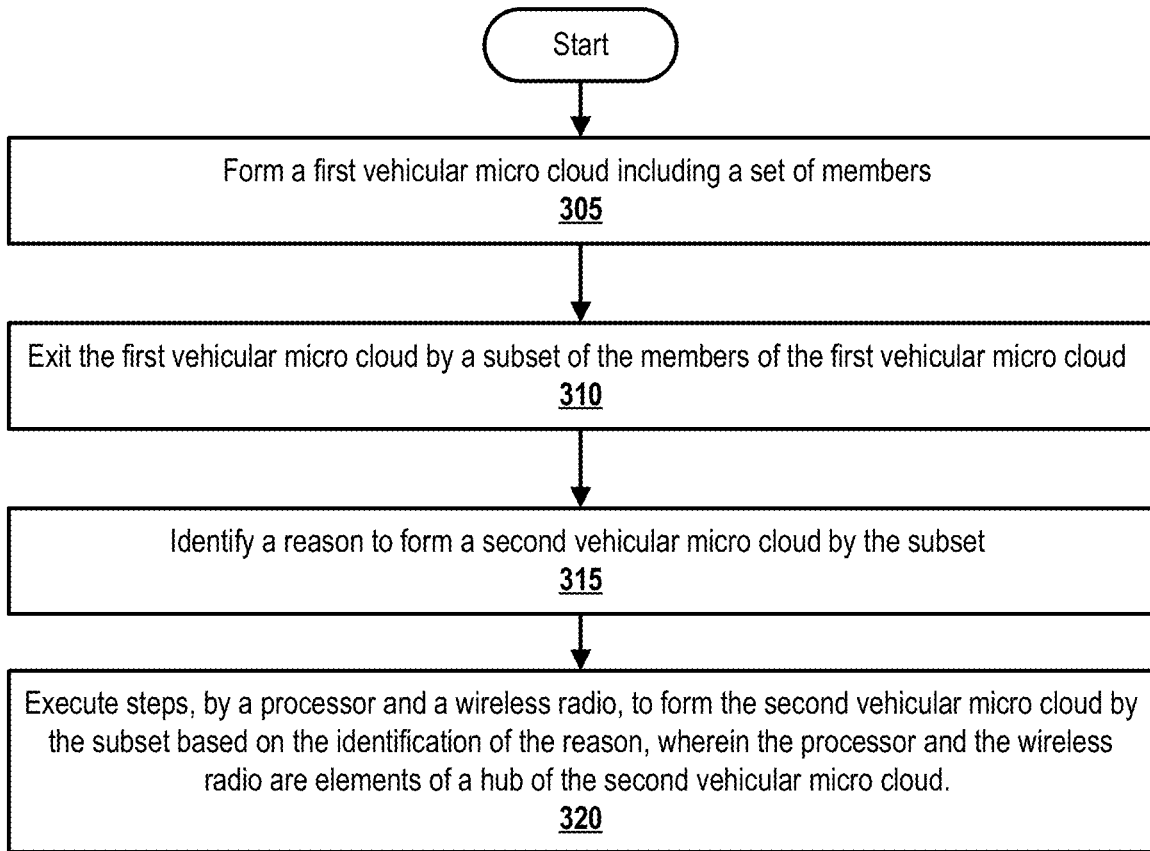 Start
Form a first vehicular micro cloud including a set of members
305
Exit the first vehicular micro cloud by a subset of the members of the first vehicular micro cloud
310
Identify a reason to form a second vehicular micro cloud by the subset
315
Execute steps, by a processor and a wireless radio, to form the second vehicular micro cloud by
the subset based on the identification of the reason, wherein the processor and the wireless
radio are elements of a hub of the second vehicular micro cloud.
320